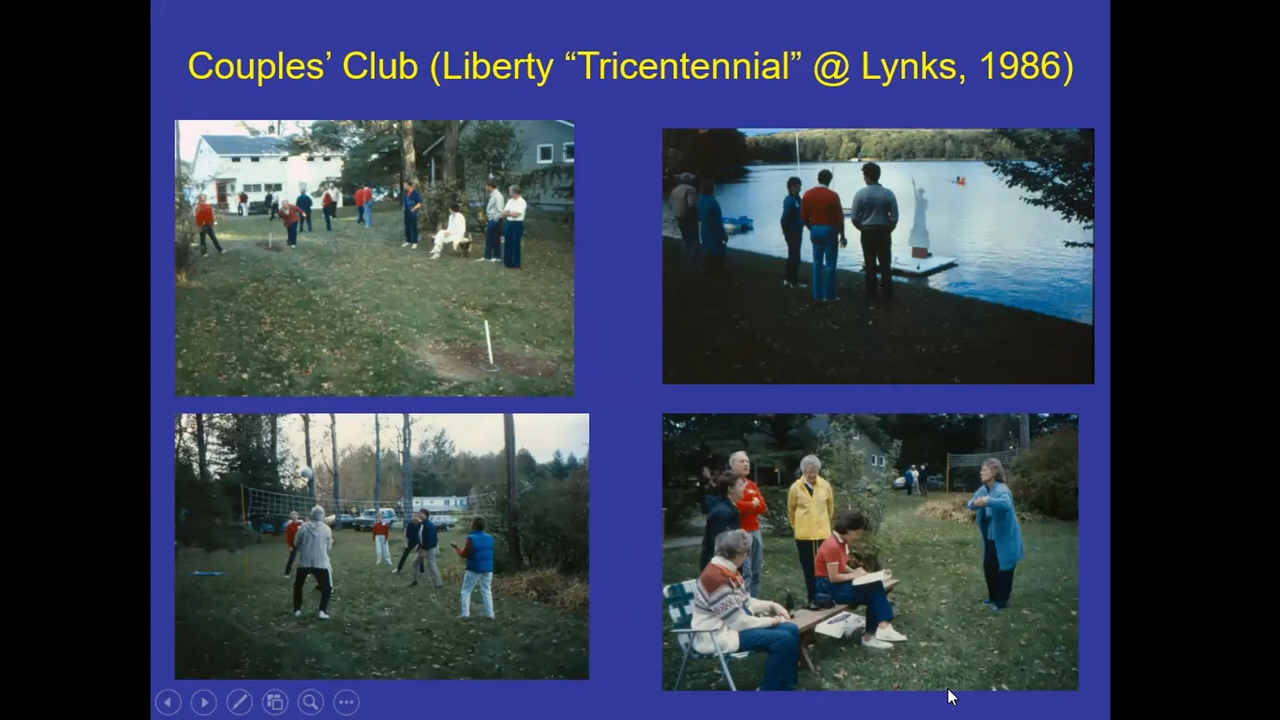 Couples’ Club (Liberty “Tricentennial” @ Lynks, 1986)